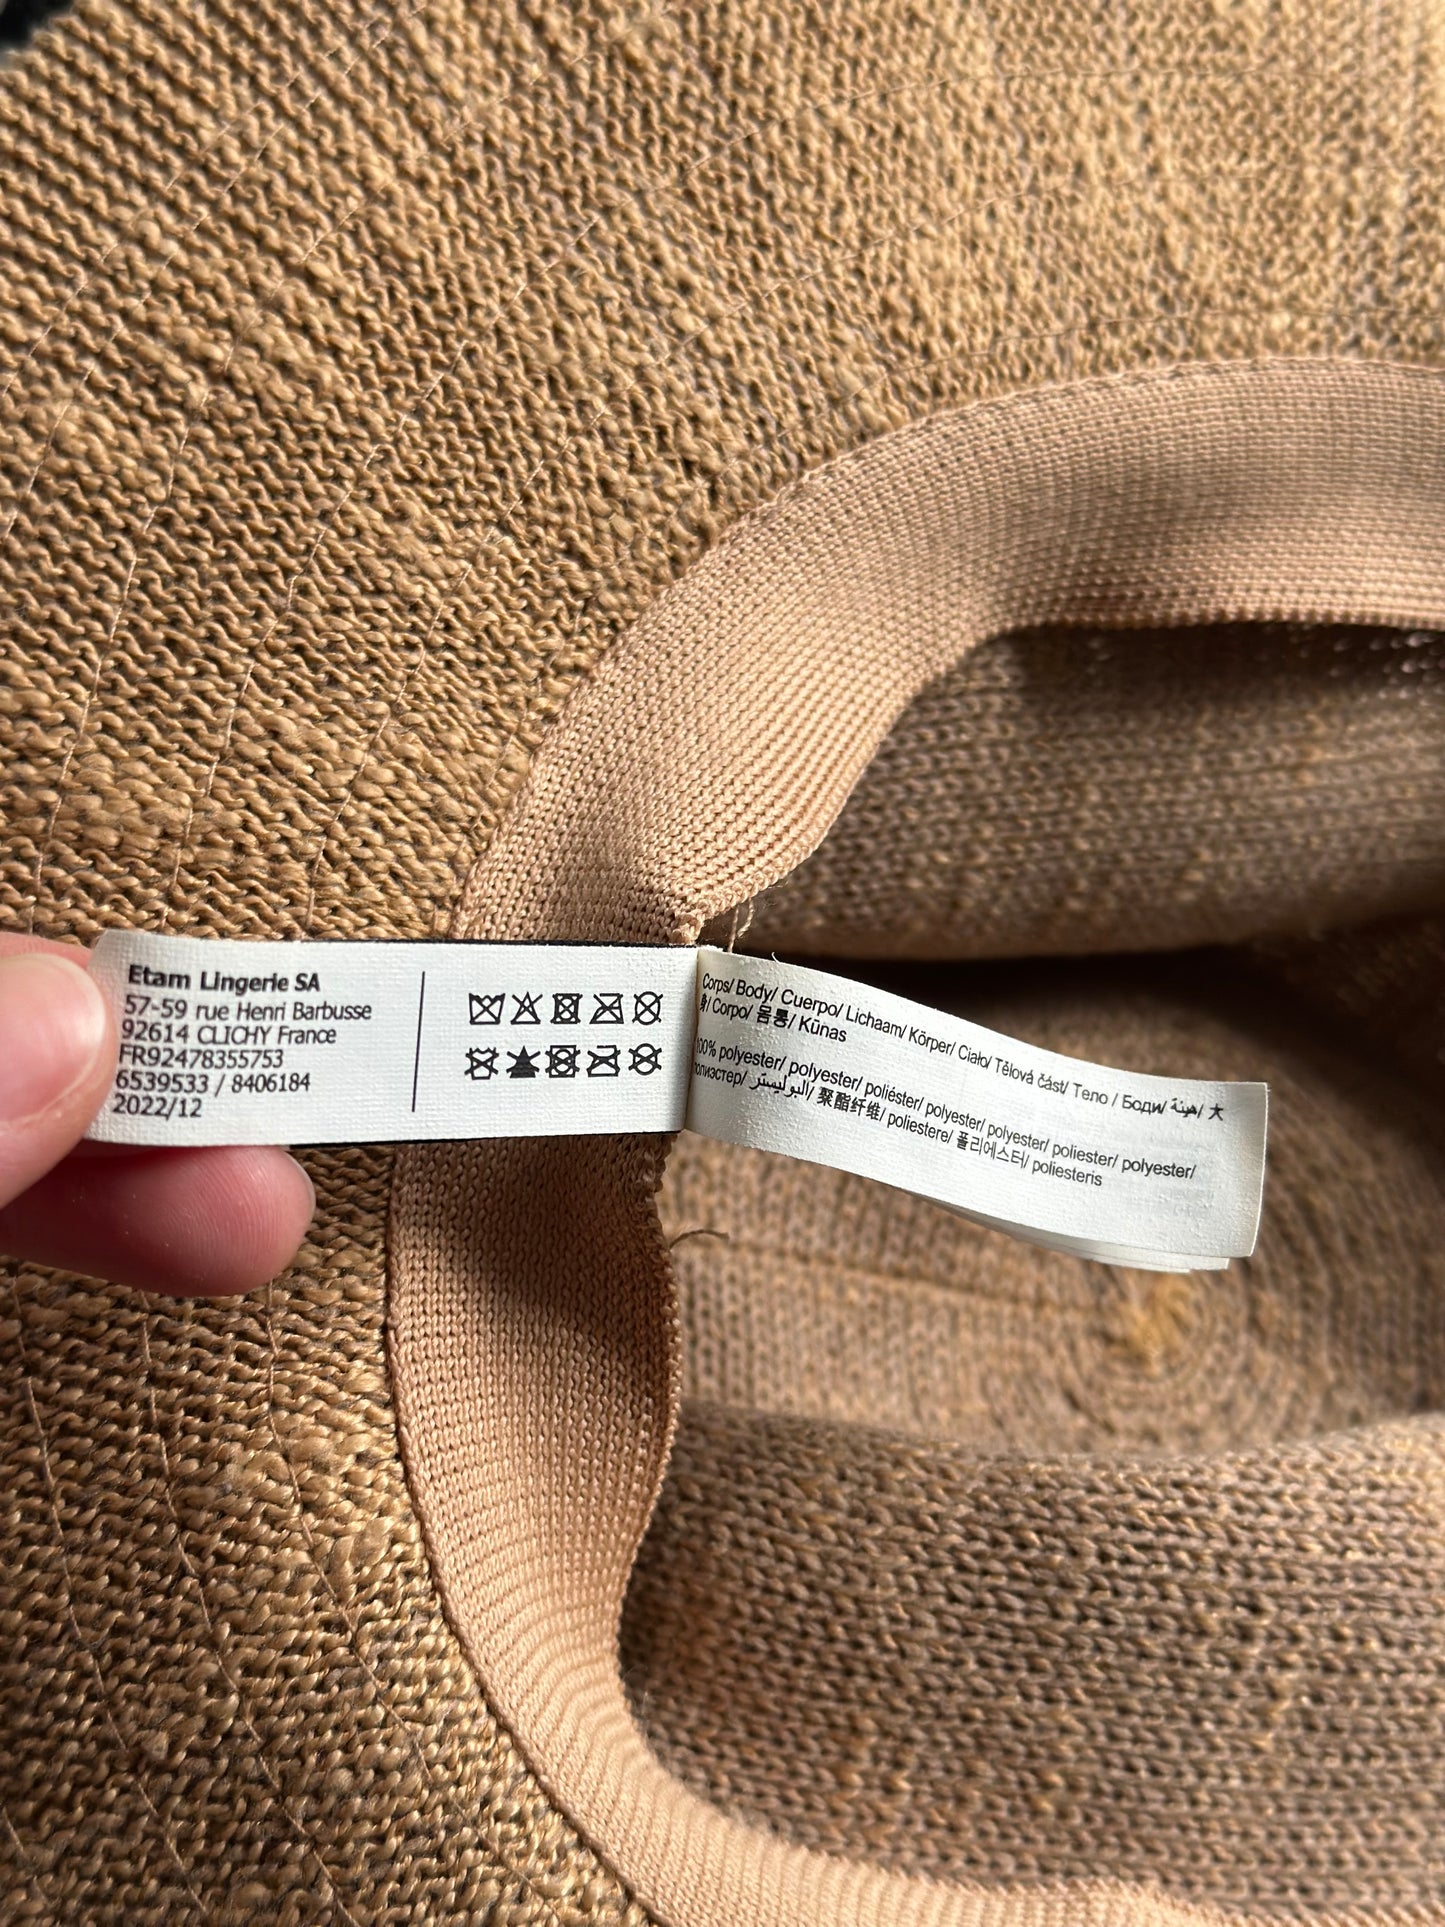 Etam Lingerie SA
57-59 rue Henri Barbusse
92614 CLICHY France
FR92478355753
6539533 / 8406184
2022/12
Corps/ Body/ Cuerpo/ Lichaam/ Körper/ Ciało/ Tělová část/ Тело / Боди/ هيئة/ 大
身/ Corpo/ 몸통/ Kūnas
100% polyester/ polyester/ poliéster/ polyester/ polyester/ poliester/ polyester/
полиэстер/ البوليستر/ 聚酯纤维/ poliestere/ 폴리에스터/ poliesteris